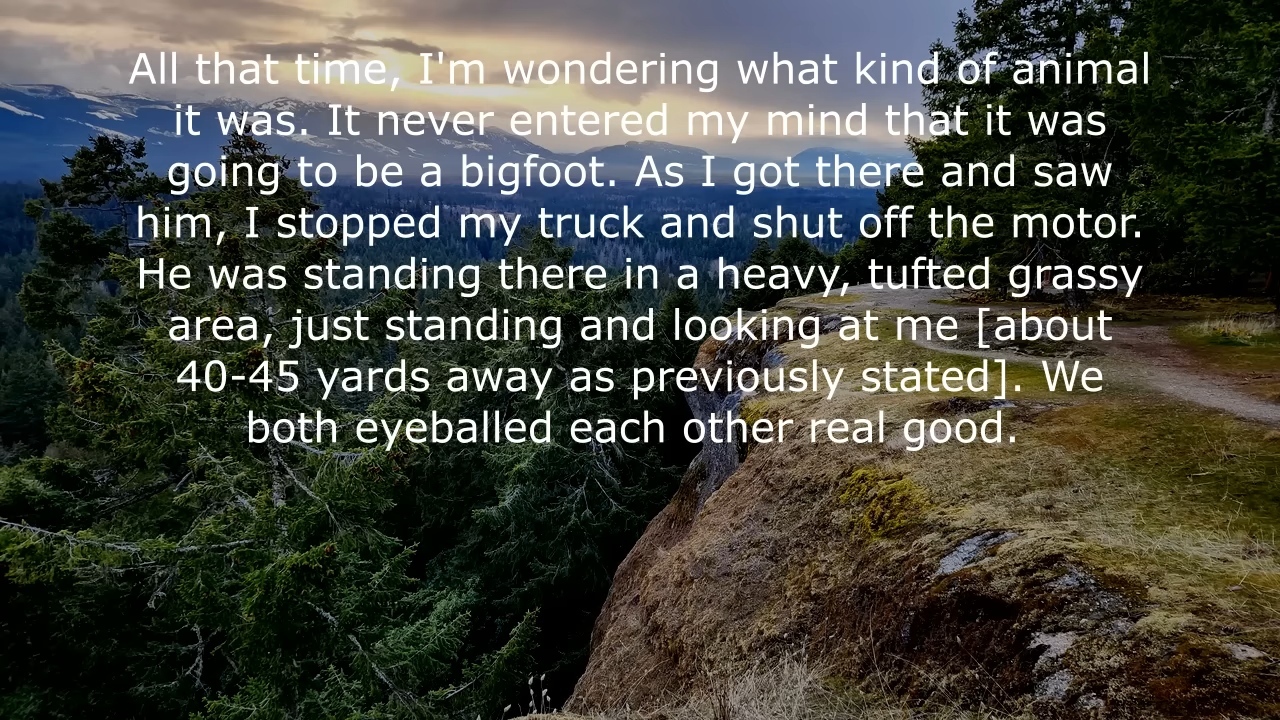 All that time, I'm wondering what kind of animal
it was. It never entered my mind that it was
going to be a bigfoot. As I got there and saw
him, I stopped my truck and shut off the motor.
He was standing there in a heavy, tufted grassy
area, just standing and looking at me [about
40-45 yards away as previously stated]. We
both eyeballed each other real good.